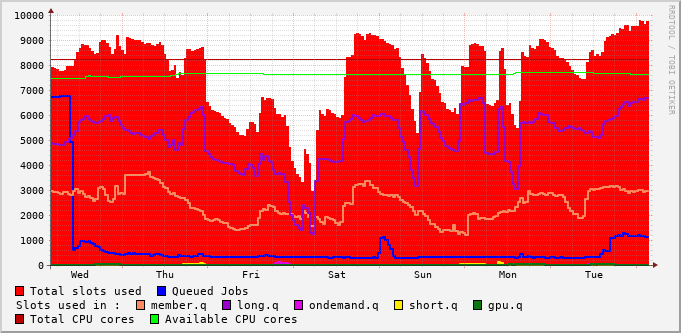 10000
9000
8000
7000
6000
5000
4000
3000
2000
1000
0
Wed Thu Fri Sat Sun Mon Tue
RRDTOOL / TOBI OETIKER
Total slots used Queued Jobs
Slots used in : member.q long.q ondemand.q short.q gpu.q
Total CPU cores Available CPU cores